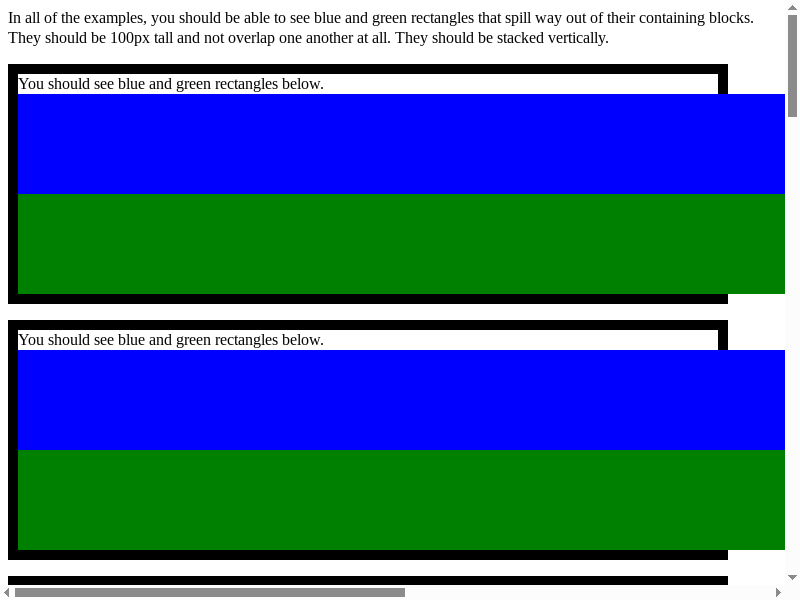 In all of the examples, you should be able to see blue and green rectangles that spill way out of their containing blocks.
They should be 100px tall and not overlap one another at all. They should be stacked vertically.
You should see blue and green rectangles below.
You should see blue and green rectangles below.